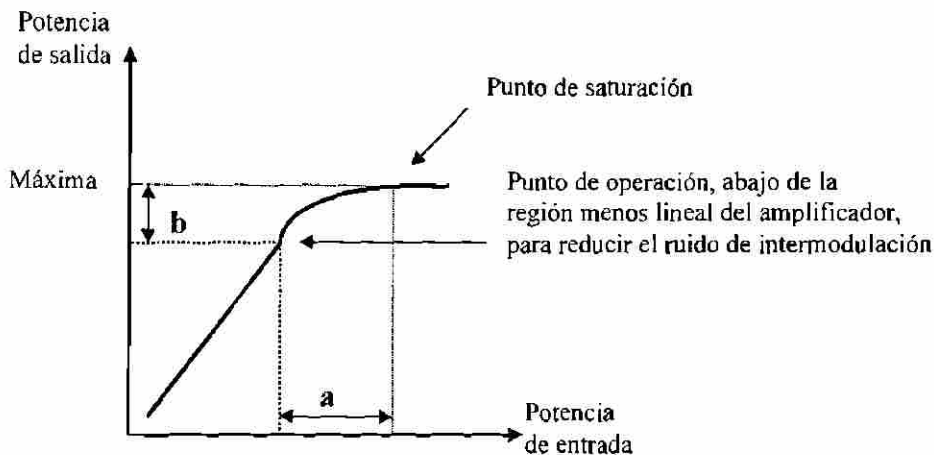 Potencia
de salida
Punto de saturación
Máxima
Punto de operación, abajo de la
región menos lineal del amplificador,
para reducir el ruido de intermodulación
b
a
Potencia
de entrada